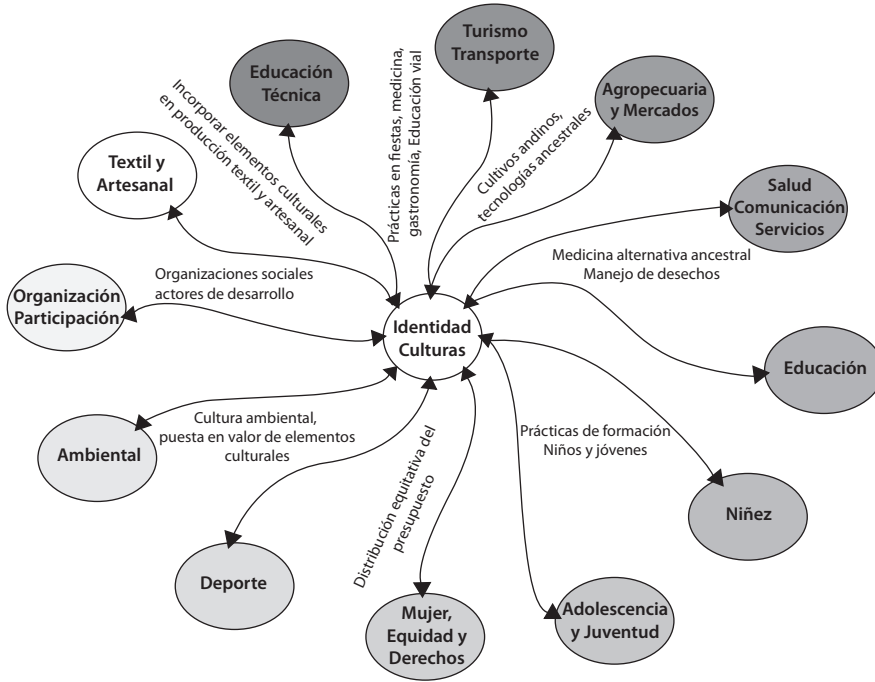 Turismo
Transporte
Educación
Técnica
Agropecuaria
y Mercados
Prácticas en fiestas, medicina,
gastronomía, Educación vial
Incorporar elementos culturales
en producción textil y artesanal
Cultivos andinos,
tecnologías ancestrales
Textil y
Artesanal
Salud
Comunicación
Servicios
Medicina alternativa ancestral
Manejo de desechos
Organizaciones sociales
actores de desarrollo
Organización
Participación
Identidad
Culturas
Educación
Cultura ambiental,
puesta en valor de elementos
culturales
Prácticas de formación
Niños y jóvenes
Ambiental
Distribución equitativa del
presupuesto
Niñez
Deporte
Mujer,
Equidad y
Derechos
Adolescencia
y Juventud